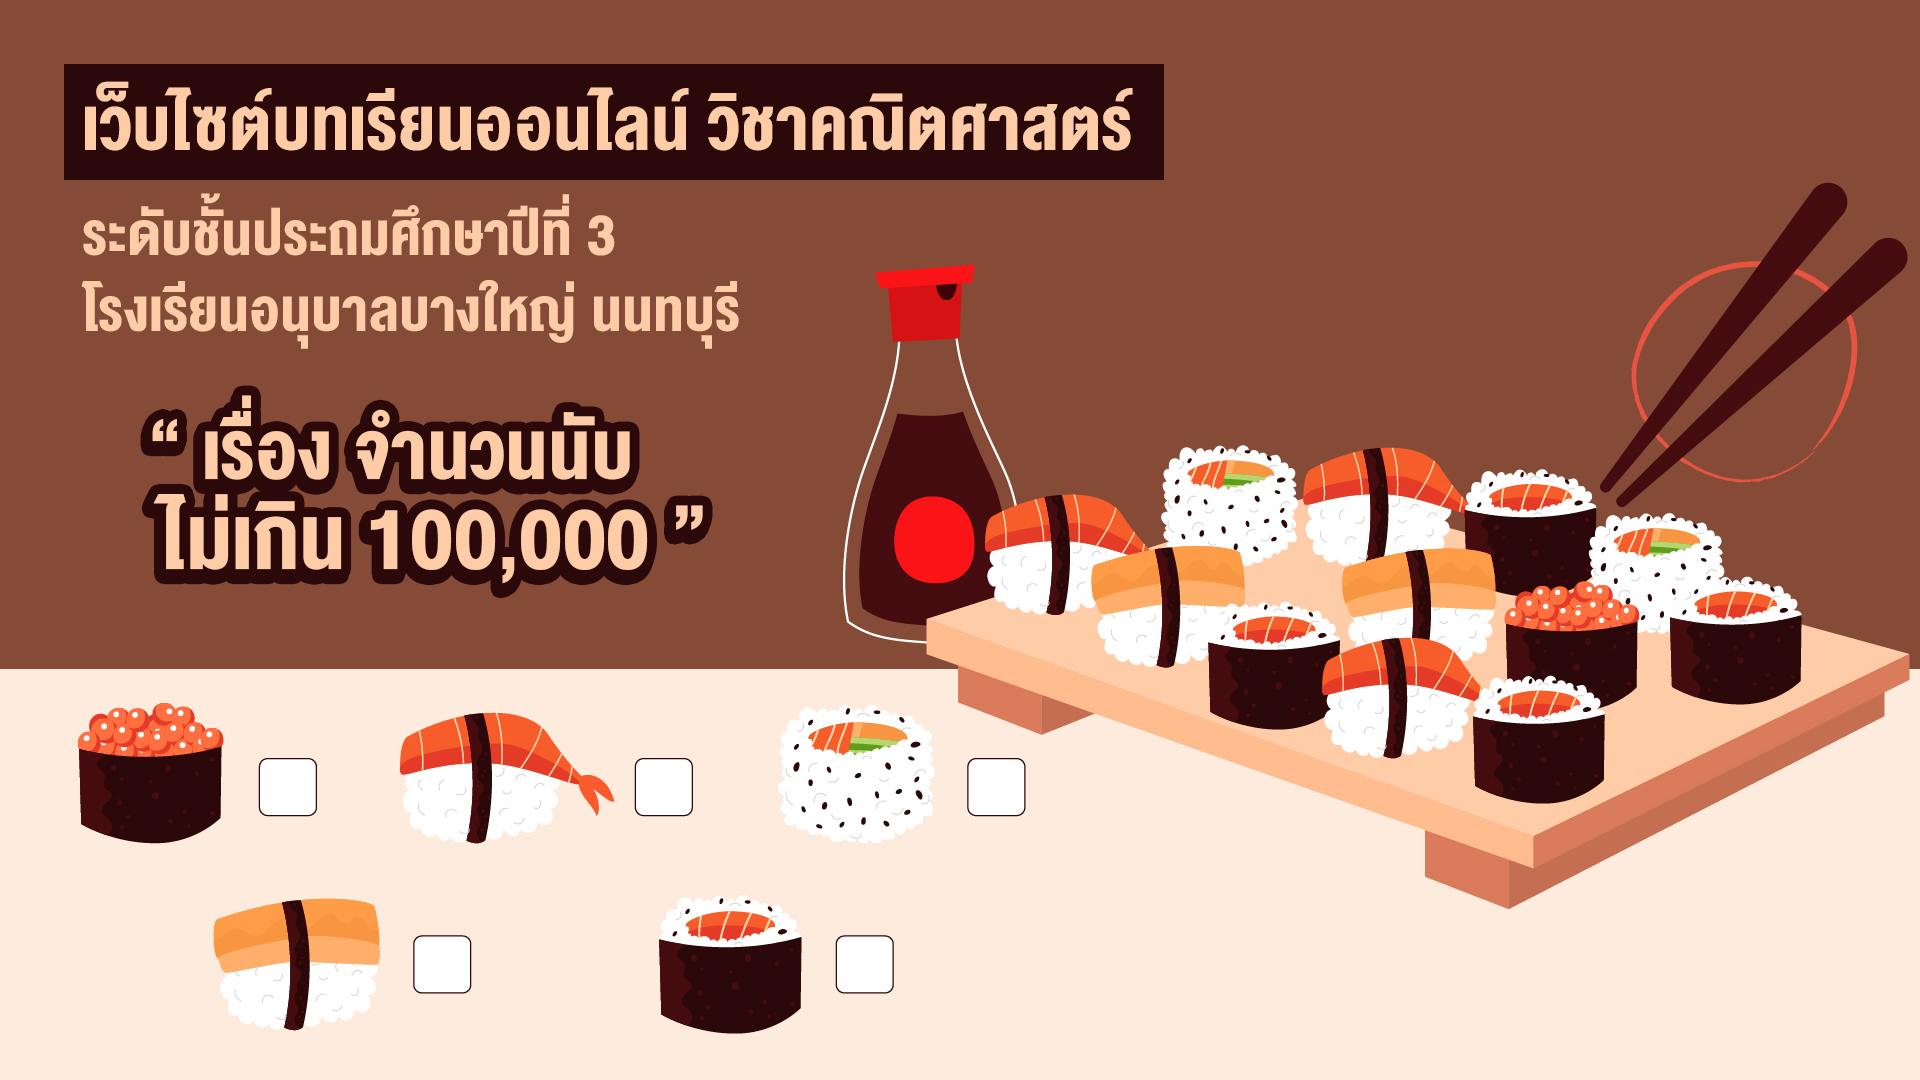 เว็บไซต์บทเรียนออนไลน์ วิชาคณิตศาสตร์
ระดับชั้นประถมศึกษาปีที่ 3
โรงเรียนอนุบาลบางใหญ่ นนทบุรี
“ เรื่อง จำนวนนับ
ไม่เกิน 100,000 ”